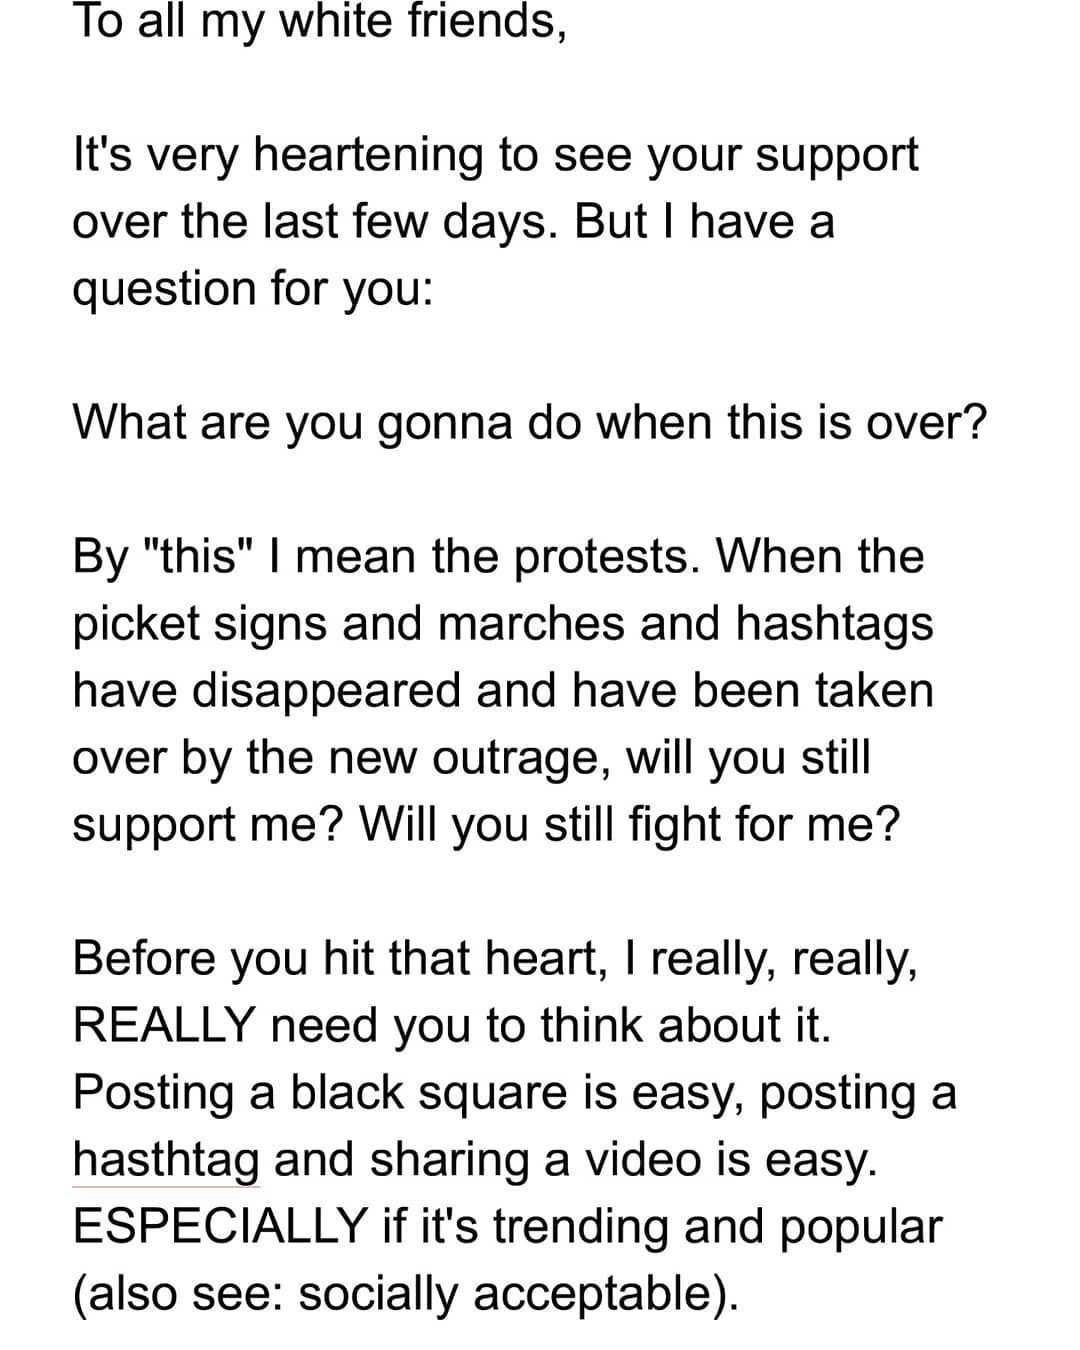 To all my white friends,
It's very heartening to see your support
over the last few days. But I have a
question for you:
What are you gonna do when this is over?
By "this" I mean the protests. When the
picket signs and marches and hashtags
have disappeared and have been taken
over by the new outrage, will you still
support me? Will you still fight for me?
Before you hit that heart, I really, really,
REALLY need you to think about it.
Posting a black square is easy, posting a
hasthtag and sharing a video is easy.
ESPECIALLY if it's trending and popular
(also see: socially acceptable).